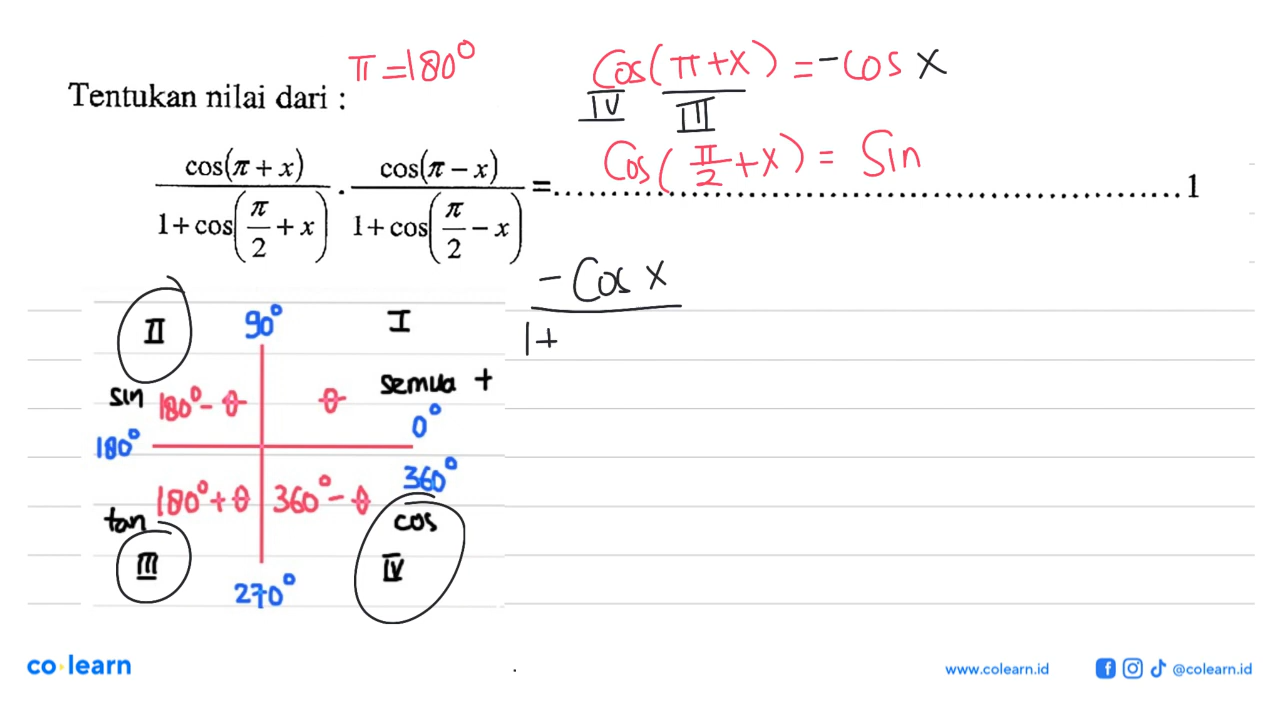 π = 180°
Cos(π + x) = -cos x
IV III
Tentukan nilai dari :
Cos(π/2 + x) = Sin
cos(π + x) / 1 + cos(π/2 + x) . cos(π − x) / 1 + cos(π/2 − x) = ........................................................1
- Cos x
1+
II 90° I
sin 180° - θ θ semua +
180° 0°
360°
tan 180° + θ 360° - θ cos
III IV
270°
co learn
www.colearn.id @colearn.id